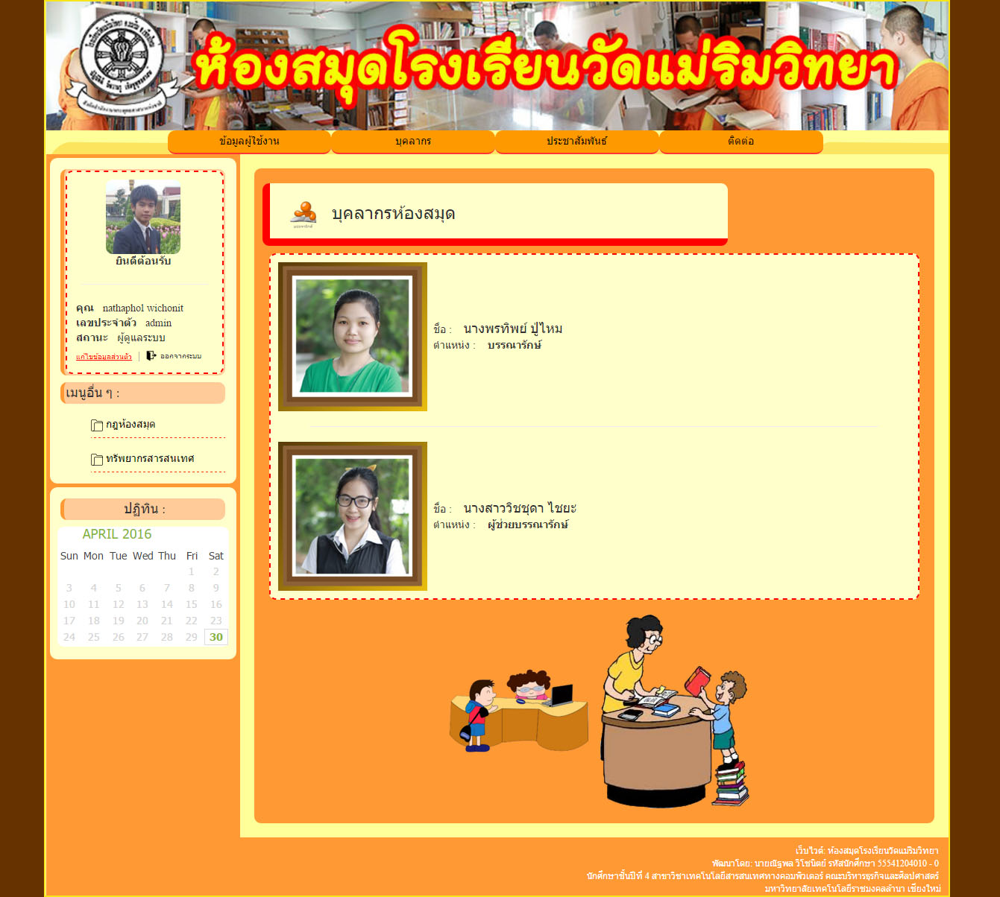 ห้องสมุดโรงเรียนวัดแม่ริมวิทยา
ข้อมูลผู้ใช้งาน
บุคลากร
ประชาสัมพันธ์
ติดต่อ
ยินดีต้อนรับ
คุณ nathaphol wichonit
เลขประจำตัว admin
สถานะ ผู้ดูแลระบบ
แก้ไขข้อมูลส่วนตัว | ออกจากระบบ
เมนูอื่น ๆ :
กฎห้องสมุด
ทรัพยากรสารสนเทศ
ปฏิทิน :
APRIL 2016
Sun Mon Tue Wed Thu Fri Sat
1 2
3 4 5 6 7 8 9
10 11 12 13 14 15 16
17 18 19 20 21 22 23
24 25 26 27 28 29 30
บุคลากรห้องสมุด
ชื่อ : นางพรทิพย์ ปู่ไหม
ตำแหน่ง : บรรณารักษ์
ชื่อ : นางสาววิชชุดา ไชยะ
ตำแหน่ง : ผู้ช่วยบรรณารักษ์
เว็บไวต์: ห้องสมุดโรงเรียนวัดแม่ริมวิทยา
พัฒนาโดย: นายณัฐพล วิโชนิตย์ รหัสนักศึกษา 55541204010 - 0
นักศึกษาชั้นปีที่ 4 สาขาวิชาเทคโนโลยีสารสนเทศทางคอมพิวเตอร์ คณะบริหารธุรกิจและศิลปศาสตร์
มหาวิทยาลัยเทคโนโลยีราชมงคลล้านนา เชียงใหม่